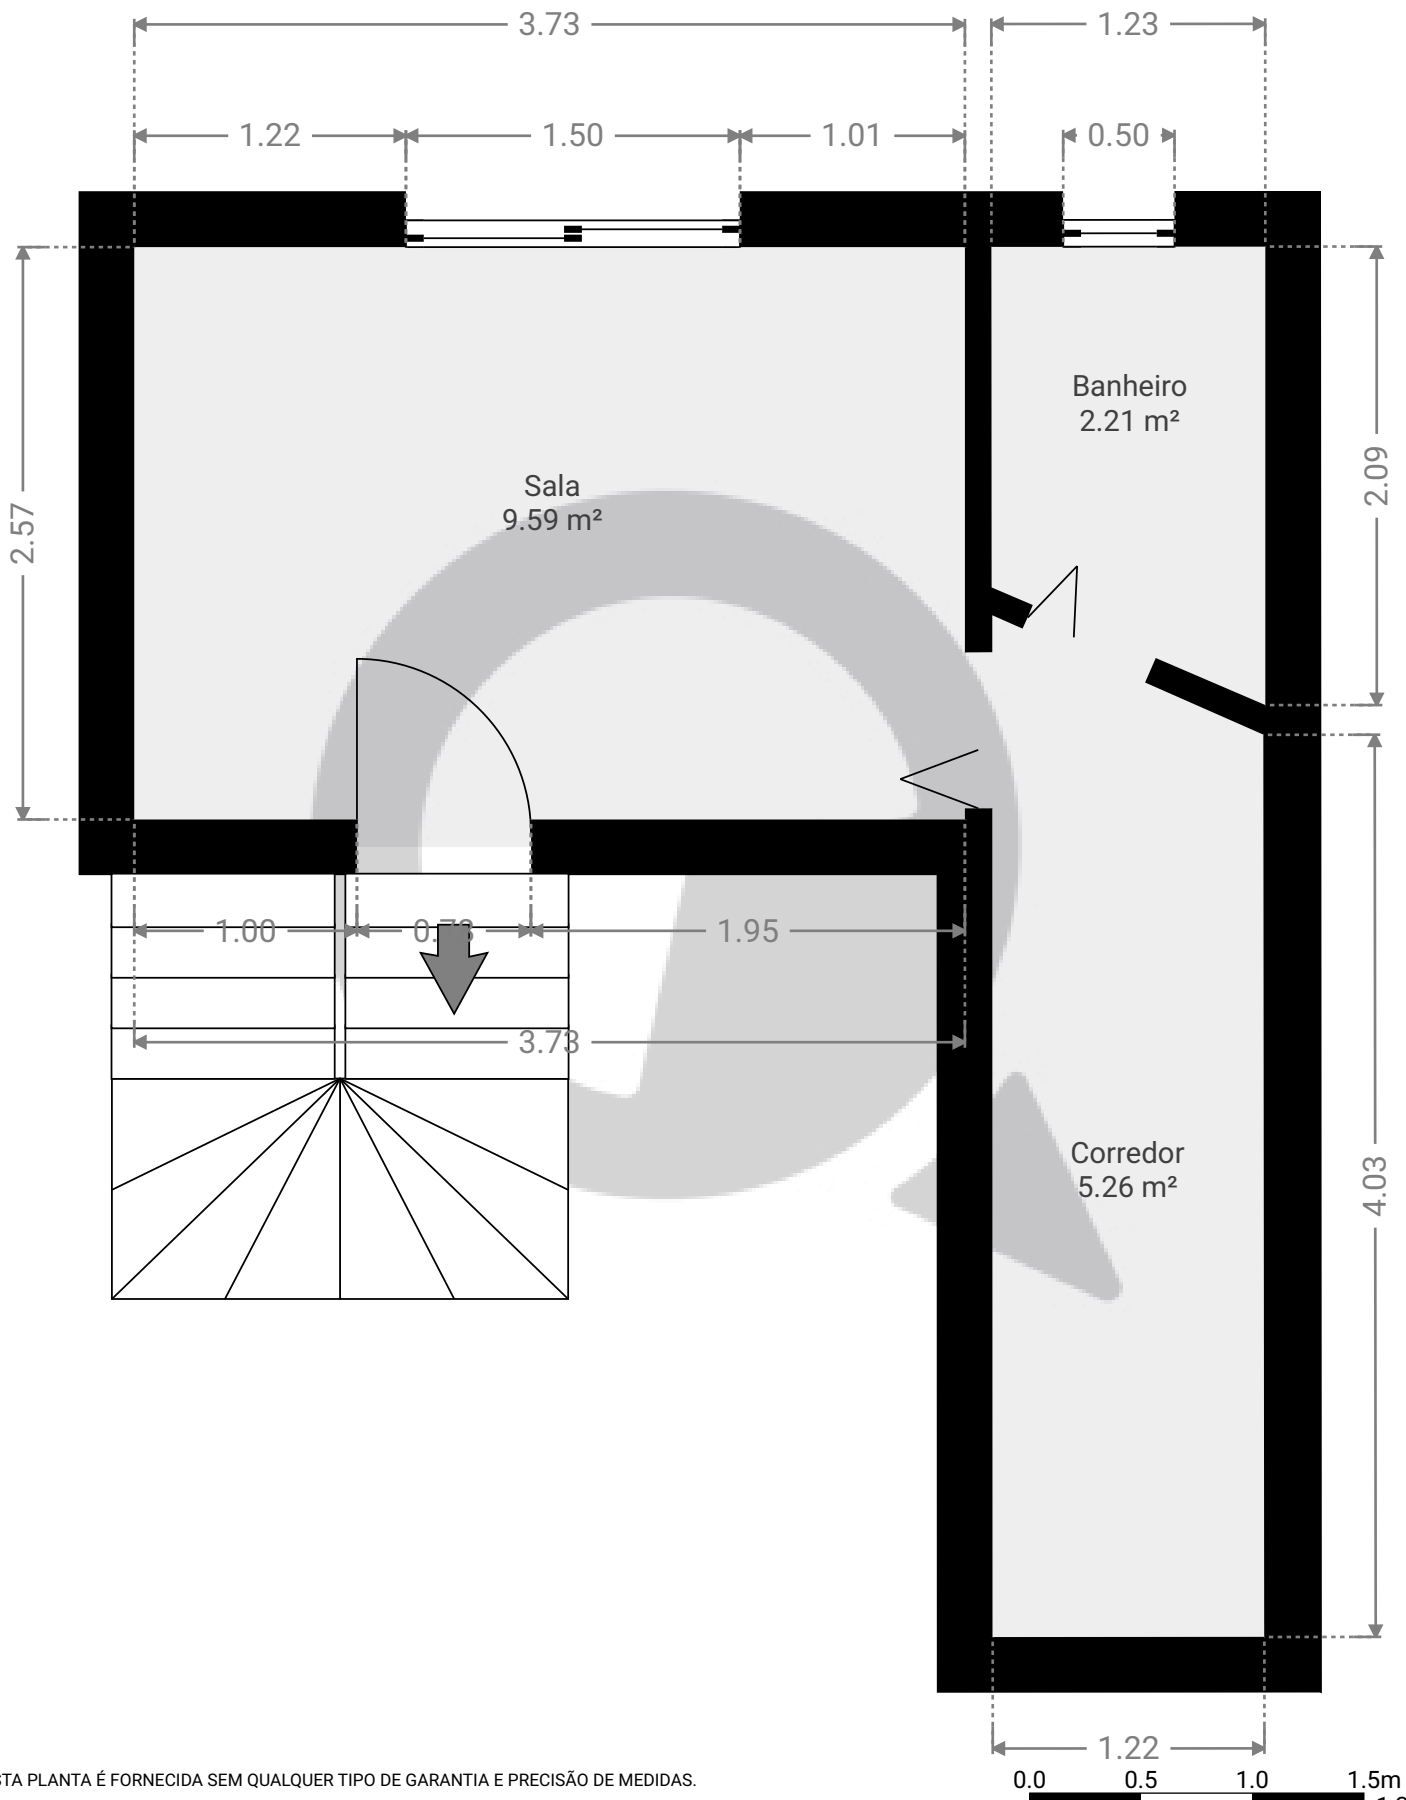 3.73
1.23
1.22
1.50
1.01
0.50
Banheiro
2.21 m²
2.09
Sala
9.59 m²
2.57
1.00
1.95
3.73
Corredor
5.26 m²
4.03
1.22
PLANTA É FORNECIDA SEM QUALQUER TIPO DE GARANTIA E PRECISÃO DE MEDIDAS.
0.0
0.5
1.0
1.5m